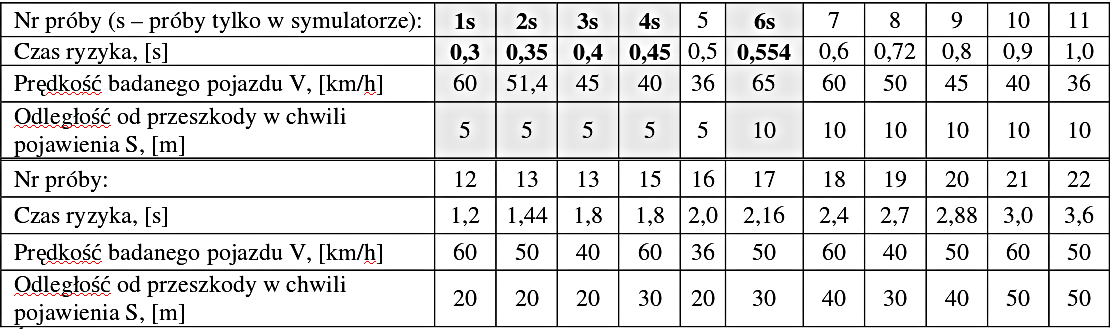 Nr próby (s – próby tylko w symulatorze): 1s 2s 3s 4s 5 6s 7 8 9 10 11
Czas ryzyka, [s] 0,3 0,35 0,4 0,45 0,5 0,554 0,6 0,72 0,8 0,9 1,0
Prędkość badanego pojazdu V, [km/h] 60 51,4 45 40 36 65 60 50 45 40 36
Odległość od przeszkody w chwili
pojawienia S, [m] 5 5 5 5 5 10 10 10 10 10 10
Nr próby: 12 13 13 15 16 17 18 19 20 21 22
Czas ryzyka, [s] 1,2 1,44 1,8 1,8 2,0 2,16 2,4 2,7 2,88 3,0 3,6
Prędkość badanego pojazdu V, [km/h] 60 50 40 60 36 50 60 40 50 60 50
Odległość od przeszkody w chwili
pojawienia S, [m] 20 20 20 30 20 30 40 30 40 50 50